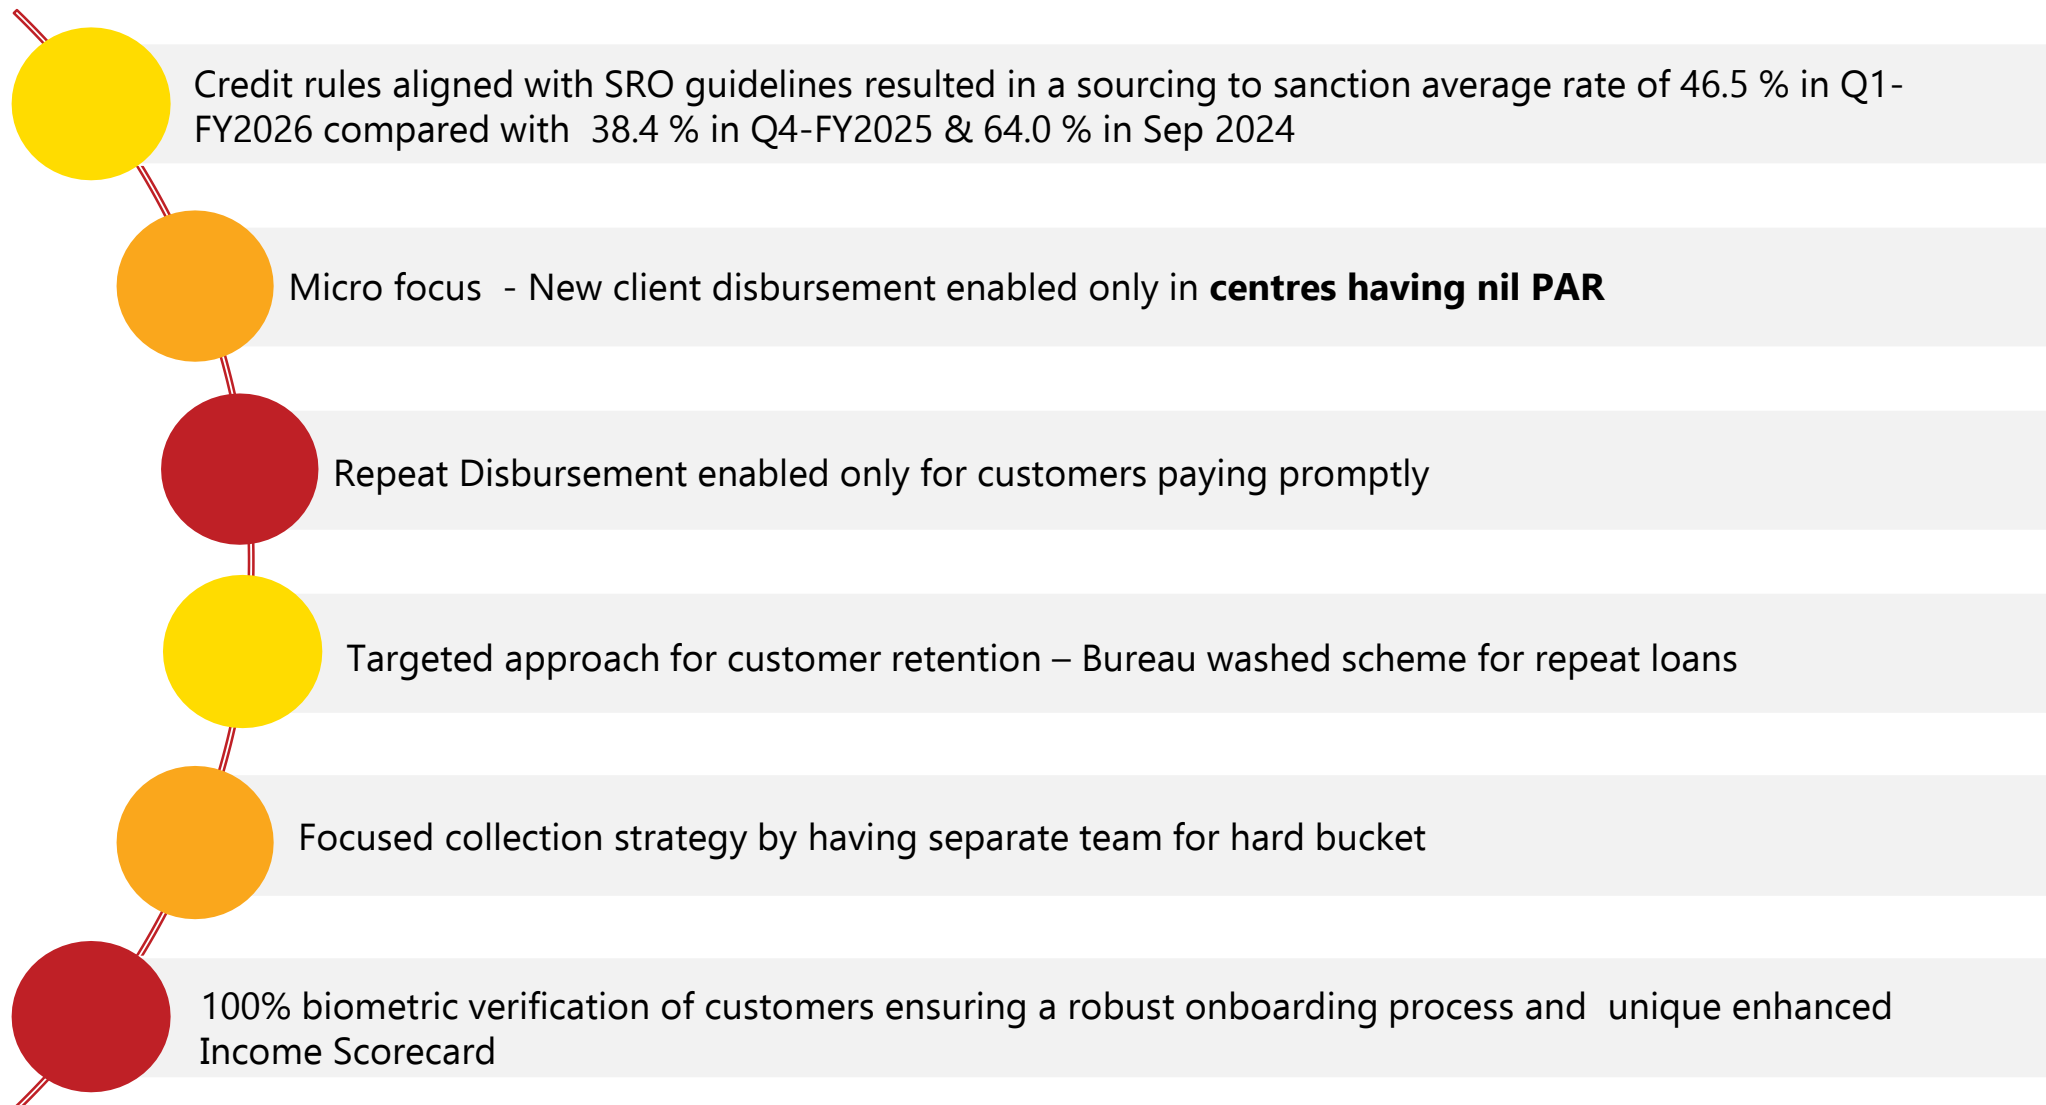 Credit rules aligned with SRO guidelines resulted in a sourcing to sanction average rate of 46.5 % in Q1-
FY2026 compared with  38.4 % in Q4-FY2025 & 64.0 % in Sep 2024
Micro focus  - New client disbursement enabled only in centres having nil PAR
Repeat Disbursement enabled only for customers paying promptly
Targeted approach for customer retention – Bureau washed scheme for repeat loans
Focused collection strategy by having separate team for hard bucket
100% biometric verification of customers ensuring a robust onboarding process and  unique enhanced
Income Scorecard